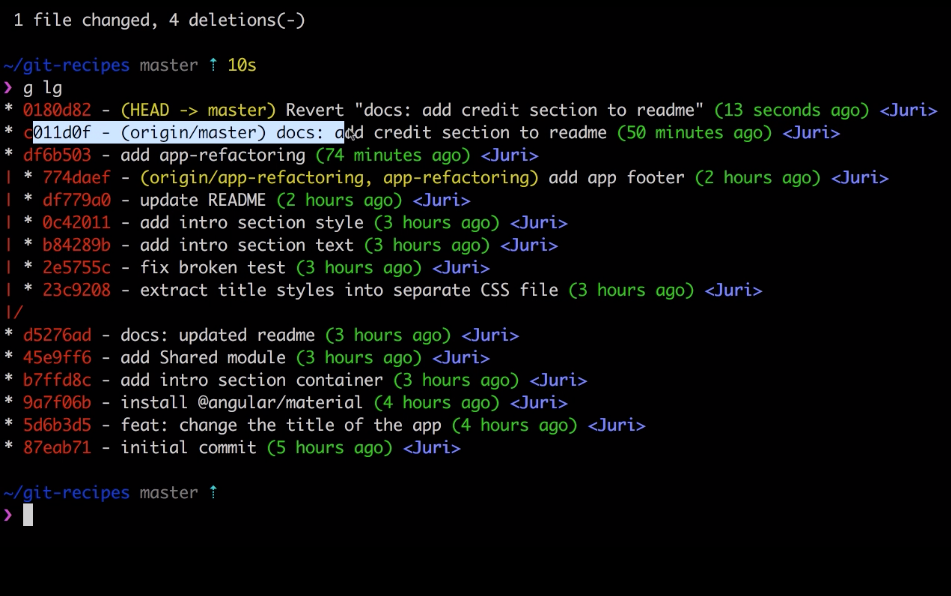 1 file changed, 4 deletions(-)
~/git-recipes master ⇡ 10s
❯ g lg
* 0180d82 - (HEAD -> master) Revert "docs: add credit section to readme" (13 seconds ago) <Juri>
* c011d0f - (origin/master) docs: add credit section to readme (50 minutes ago) <Juri>
* df6b503 - add app-refactoring (74 minutes ago) <Juri>
| * 774daef - (origin/app-refactoring, app-refactoring) add app footer (2 hours ago) <Juri>
| * df779a0 - update README (2 hours ago) <Juri>
| * 0c42011 - add intro section style (3 hours ago) <Juri>
| * b84289b - add intro section text (3 hours ago) <Juri>
| * 2e5755c - fix broken test (3 hours ago) <Juri>
| * 23c9208 - extract title styles into separate CSS file (3 hours ago) <Juri>
|/
* d5276ad - docs: updated readme (3 hours ago) <Juri>
* 45e9ff6 - add Shared module (3 hours ago) <Juri>
* b7ffd8c - add intro section container (3 hours ago) <Juri>
* 9a7f06b - install @angular/material (4 hours ago) <Juri>
* 5d6b3d5 - feat: change the title of the app (4 hours ago) <Juri>
* 87eab71 - initial commit (5 hours ago) <Juri>
~/git-recipes master ⇡
❯